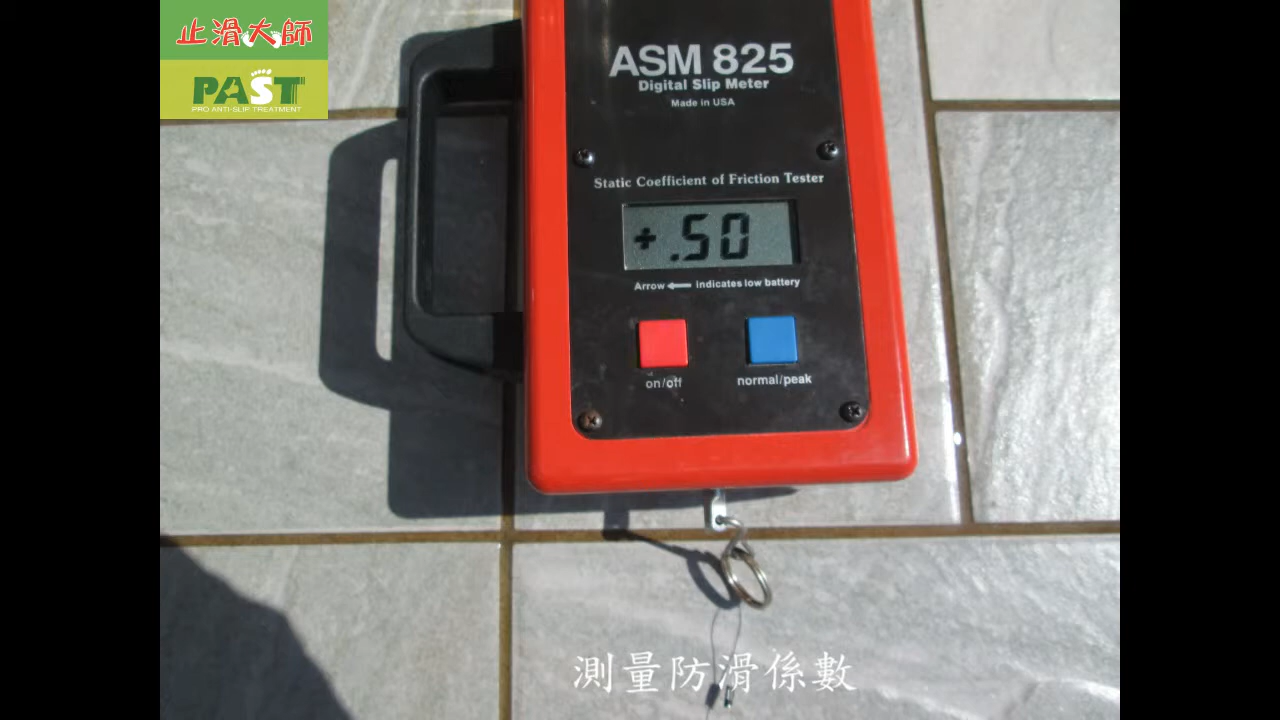 止滑大師
PAST
PRO ANTI-SLIP TREATMENT
ASM 825
Digital Slip Meter
Made in USA
Static Coefficient of Friction Tester
+.50
Arrow ← indicates low battery
on/off
normal/peak
測量防滑係數